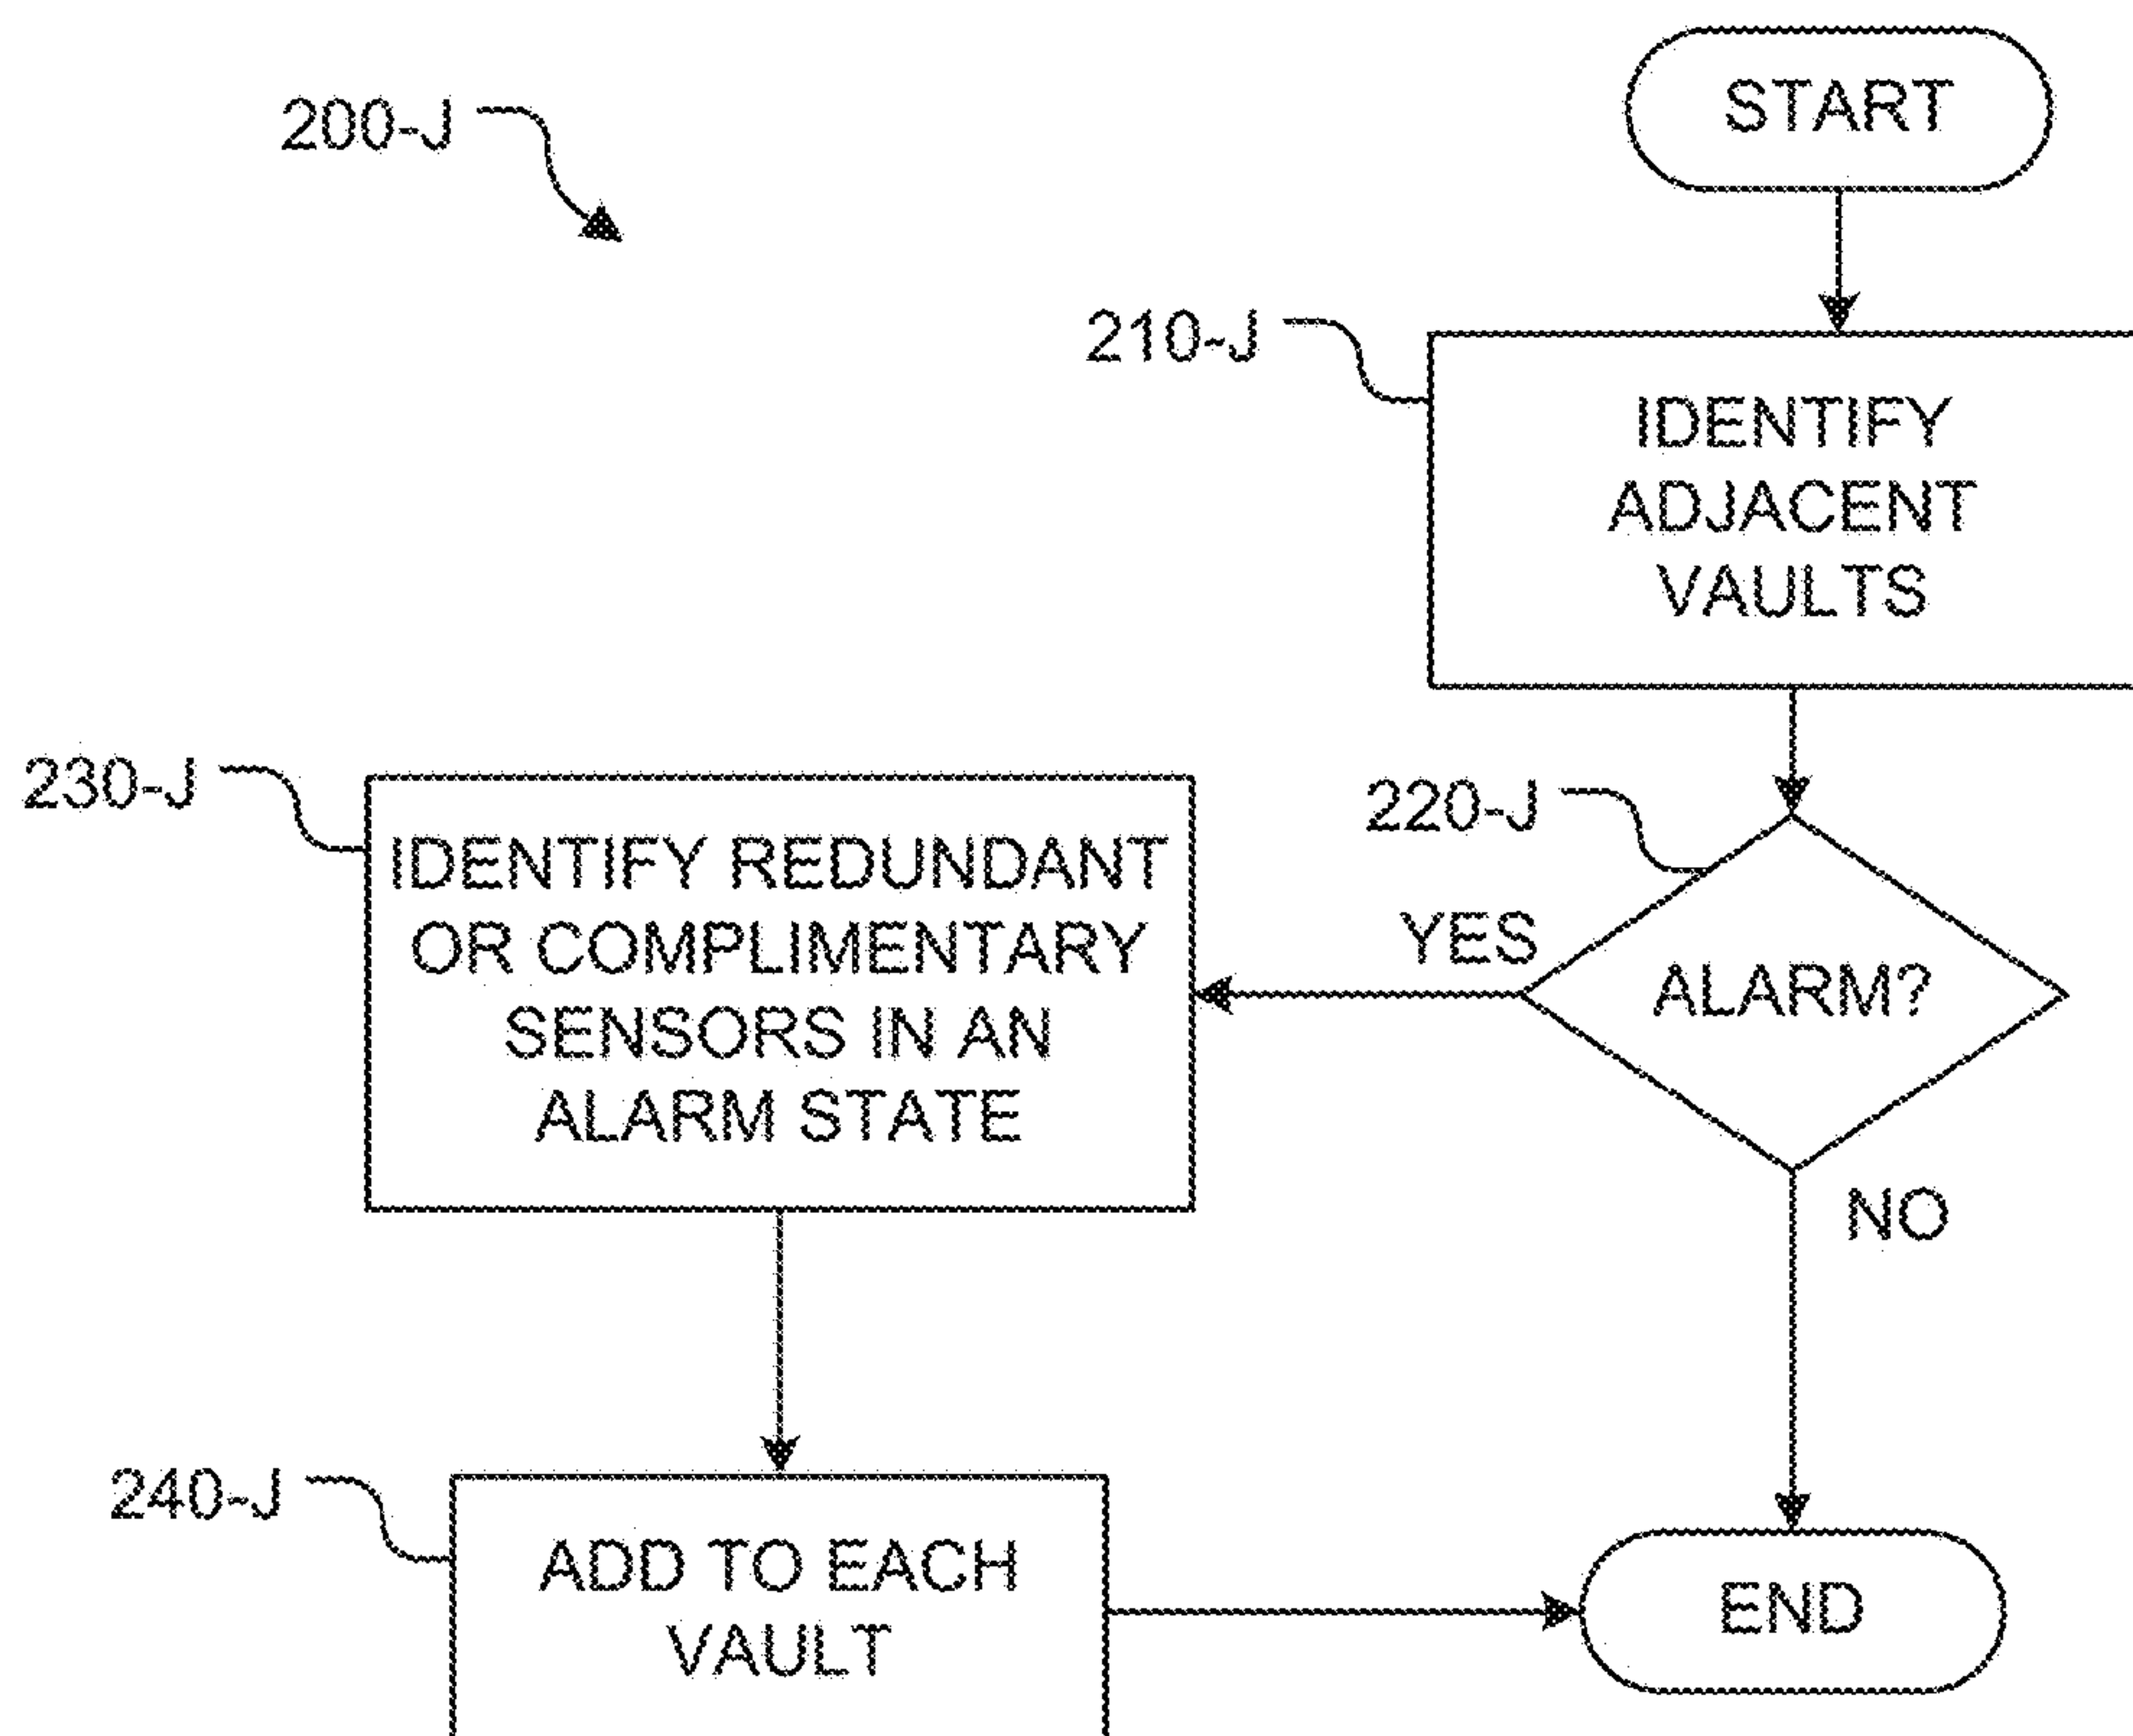 200-J
START
210-J
IDENTIFY
ADJACENT
VAULTS
220-J
ALARM?
YES
NO
230-J
IDENTIFY REDUNDANT
OR COMPLIMENTARY
SENSORS IN AN
ALARM STATE
240-J
ADD TO EACH
VAULT
END